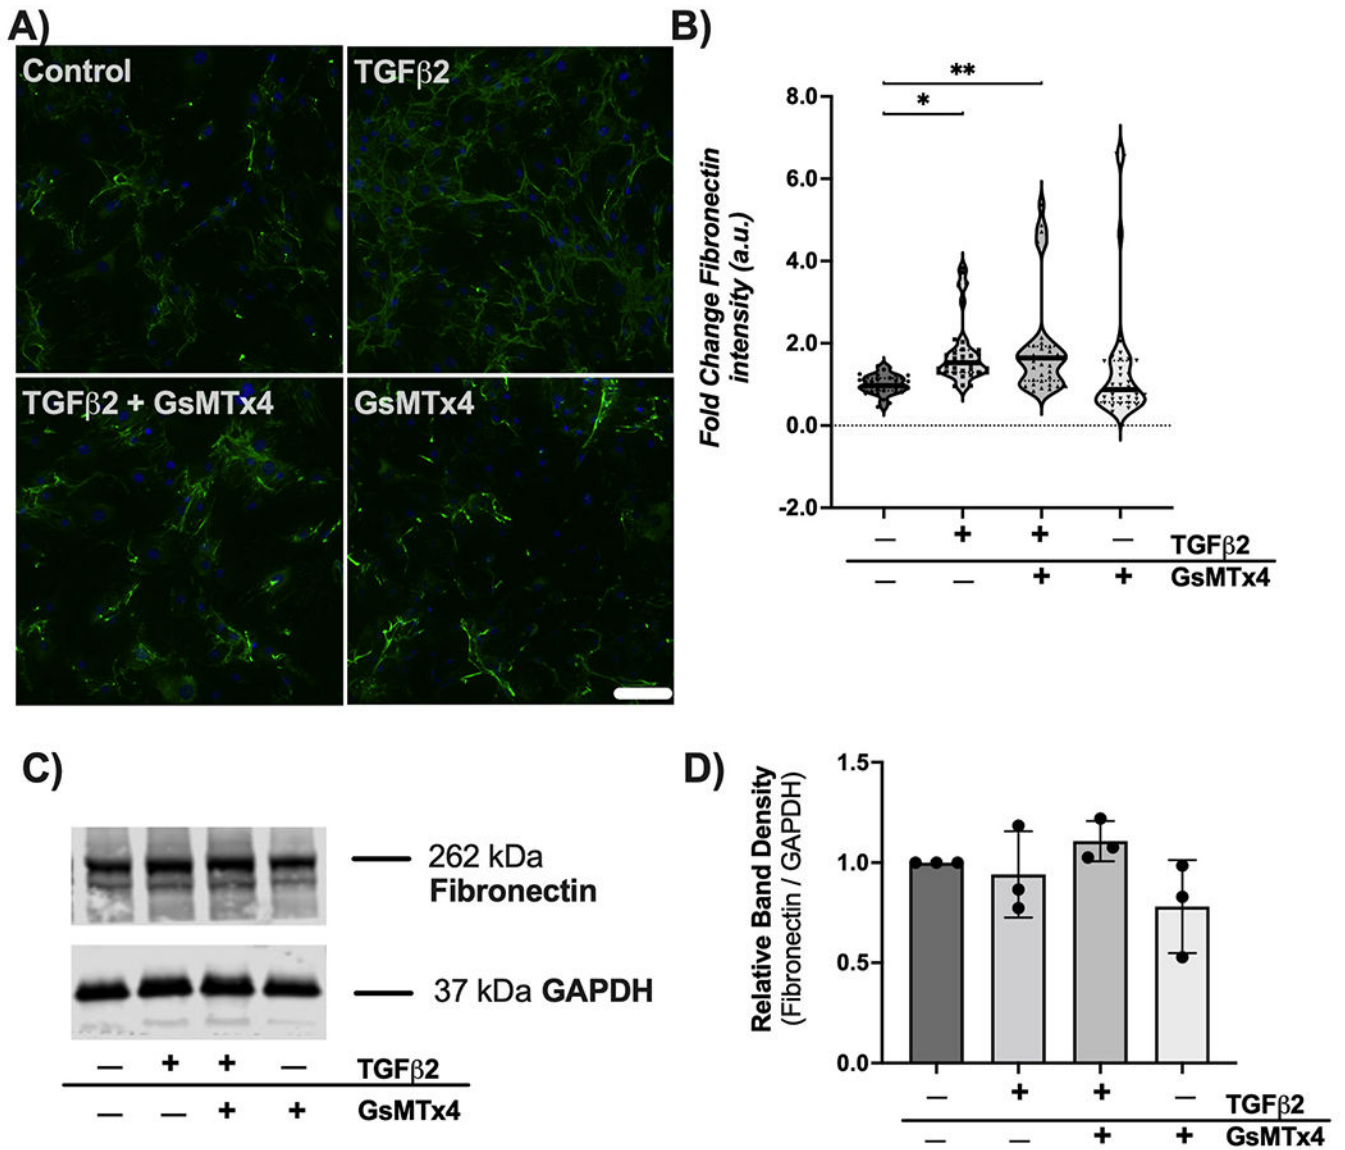 A)
Control
TGFβ2
TGFβ2 + GsMTx4
GsMTx4
B)
Fold Change Fibronectin
intensity (a.u.)
8.0
6.0
4.0
2.0
0.0
-2.0
**
*
— + + — TGFβ2
— — + + GsMTx4
C)
262 kDa
Fibronectin
37 kDa GAPDH
— + + — TGFβ2
— — + + GsMTx4
D)
Relative Band Density
(Fibronectin / GAPDH)
1.5
1.0
0.5
0.0
— + + — TGFβ2
— — + + GsMTx4